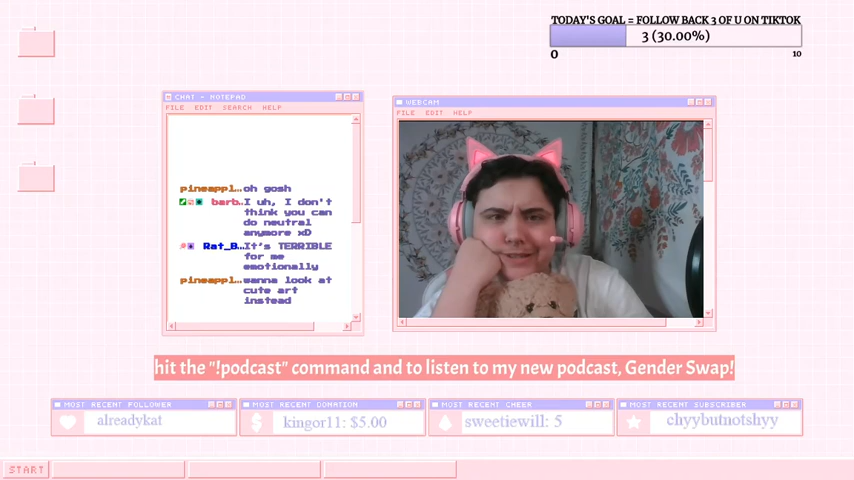 TODAY'S GOAL = FOLLOW BACK 3 OF U ON TIKTOK
3 (30.00%)
0
10
CHAT - NOTEPAD
FILE EDIT SEARCH HELP
pineappl…oh gosh
barb…I uh, I don't
think you can
do neutral
anymore xD
Rat_B…It's TERRIBLE
for me
emotionally
pineappl…wanna look at
cute art
instead
WEBCAM
FILE EDIT HELP
hit the "!podcast" command and to listen to my new podcast, Gender Swap!
MOST RECENT FOLLOWER
alreadykat
MOST RECENT DONATION
kingor11: $5.00
MOST RECENT CHEER
sweetiewill: 5
MOST RECENT SUBSCRIBER
chyybutnotshyy
START